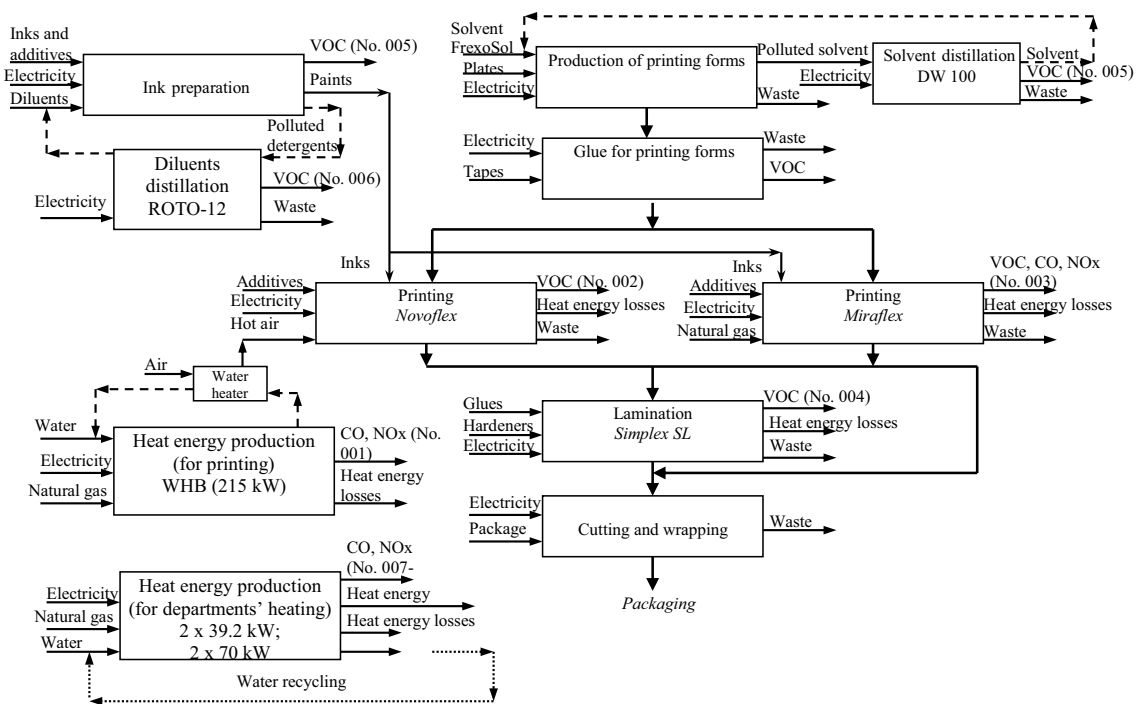 Inks and
additives
Electricity
Diluents
Ink preparation
VOC (No. 005)
Paints
Polluted
detergents
Diluents
distillation
ROTO-12
Electricity
VOC (No. 006)
Waste
Solvent
FrexoSol
Plates
Electricity
Production of printing forms
Polluted solvent
Waste
Electricity
Solvent distillation
DW 100
Solvent
VOC (No. 005)
Waste
Electricity
Tapes
Glue for printing forms
Waste
VOC
Inks
Additives
Electricity
Hot air
Printing
Novoflex
VOC (No. 002)
Heat energy losses
Waste
Inks
Additives
Electricity
Natural gas
Printing
Miraflex
VOC, CO, NOx
(No. 003)
Heat energy losses
Waste
Air
Water
heater
Water
Electricity
Natural gas
Heat energy production
(for printing)
WHB (215 kW)
CO, NOx (No.
001)
Heat energy
losses
Glues
Hardeners
Electricity
Lamination
Simplex SL
VOC (No. 004)
Heat energy losses
Waste
Electricity
Package
Cutting and wrapping
Waste
Packaging
Electricity
Natural gas
Water
Heat energy production
(for departments' heating)
2 x 39.2 kW;
2 x 70 kW
CO, NOx
(No. 007-
Heat energy
Heat energy losses
Water recycling